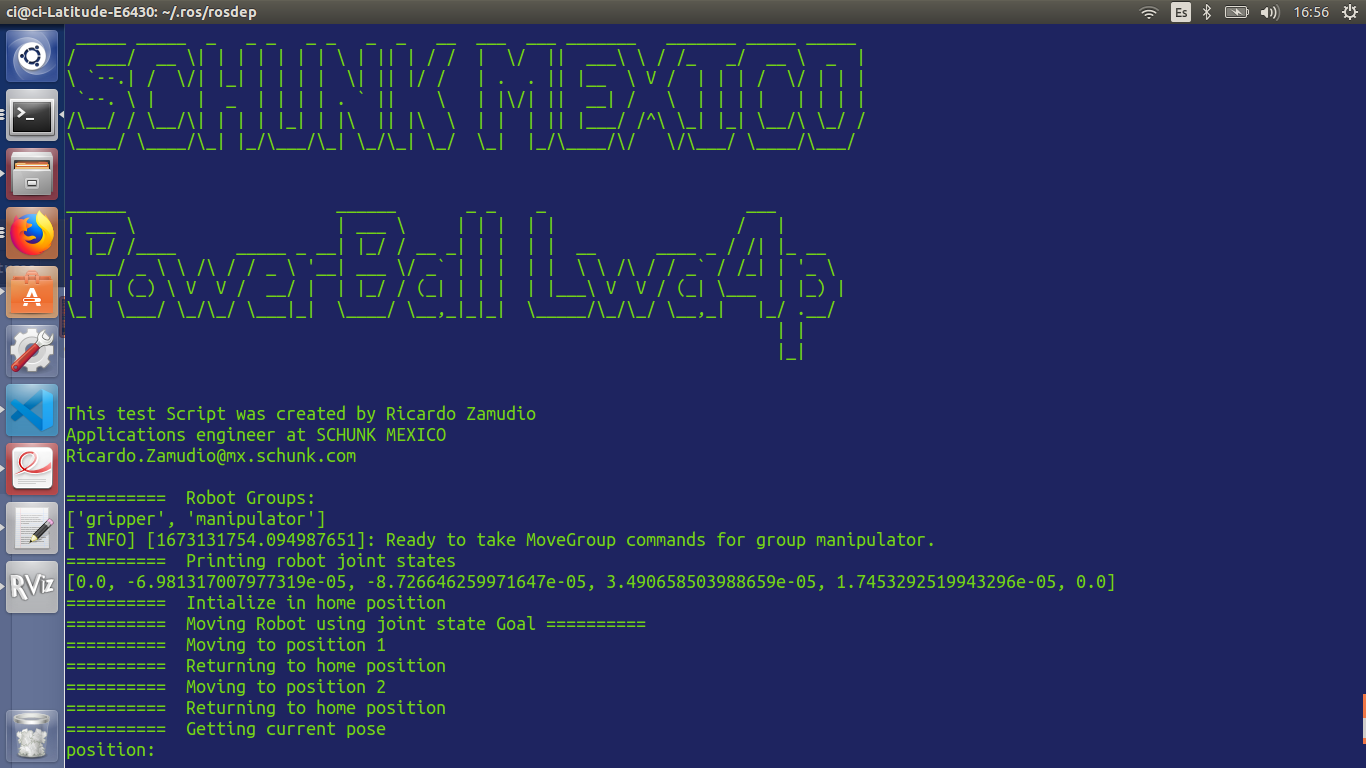 ci@ci-Latitude-E6430: ~/.ros/rosdep
Es
16:56
SCHUNK MEXICO
PowerBall Lwa4p
This test Script was created by Ricardo Zamudio
Applications engineer at SCHUNK MEXICO
Ricardo.Zamudio@mx.schunk.com
==========  Robot Groups:
['gripper', 'manipulator']
[ INFO] [1673131754.094987651]: Ready to take MoveGroup commands for group manipulator.
==========  Printing robot joint states
[0.0, -6.981317007977319e-05, -8.726646259971647e-05, 3.490658503988659e-05, 1.7453292519943296e-05, 0.0]
==========  Intialize in home position
==========  Moving Robot using joint state Goal ==========
==========  Moving to position 1
==========  Returning to home position
==========  Moving to position 2
==========  Returning to home position
==========  Getting current pose
position:
RViz